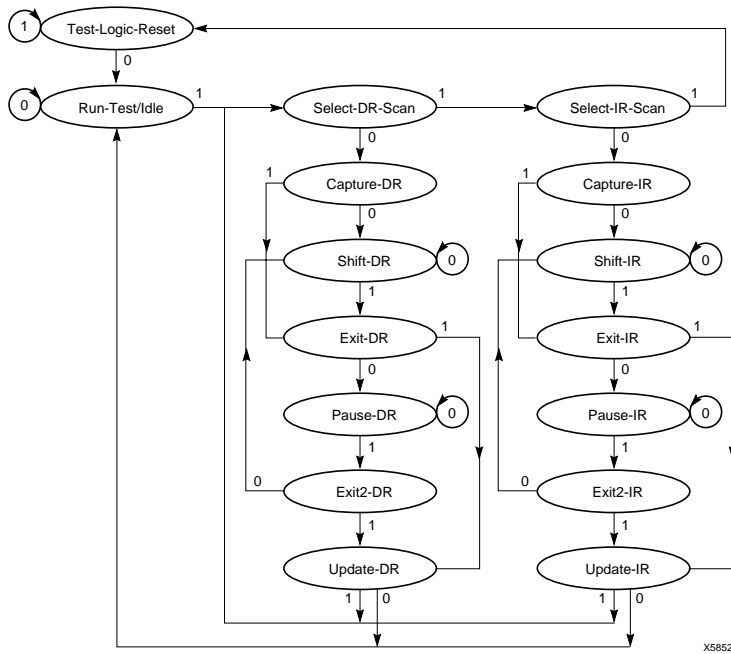 1
Test-Logic-Reset
0
0
Run-Test/Idle
1
Select-DR-Scan
1
Select-IR-Scan
1
0
0
1
Capture-DR
1
Capture-IR
0
0
Shift-DR
0
Shift-IR
0
1
1
Exit-DR
1
Exit-IR
1
0
0
Pause-DR
0
Pause-IR
0
1
1
0
Exit2-DR
0
Exit2-IR
1
1
Update-DR
Update-IR
1
0
1
0
X5852